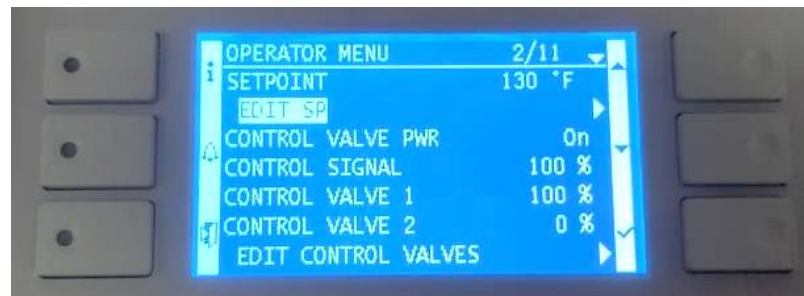 OPERATOR MENU 2/11
SETPOINT 130 °F
EDIT SP
CONTROL VALVE PWR On
CONTROL SIGNAL 100 %
CONTROL VALVE 1 100 %
CONTROL VALVE 2 0 %
EDIT CONTROL VALVES